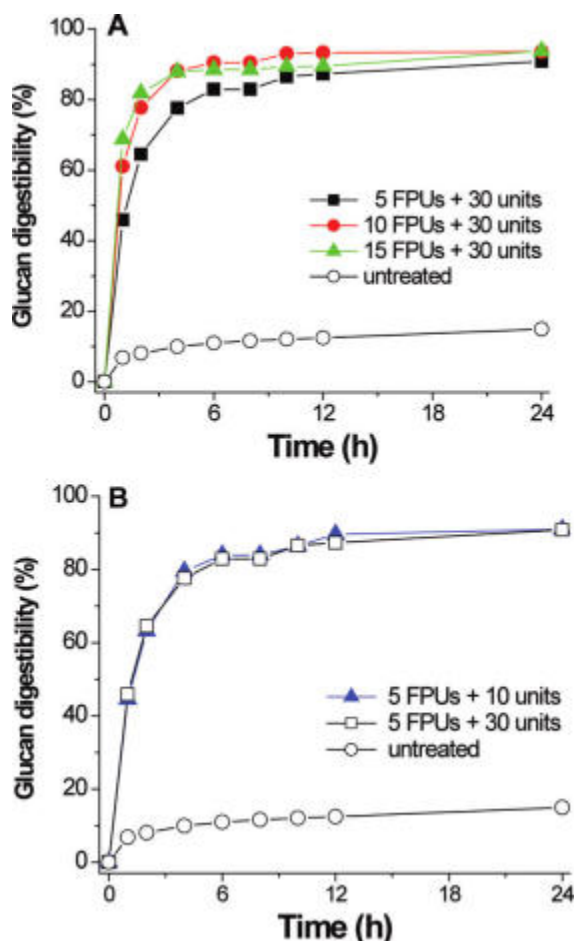 A
100
80
60
40
20
0
Glucan digestibility (%)
5 FPUs + 30 units
10 FPUs + 30 units
15 FPUs + 30 units
untreated
0 6 12 18 24
Time (h)
B
100
80
60
40
20
0
Glucan digestibility (%)
5 FPUs + 10 units
5 FPUs + 30 units
untreated
0 6 12 18 24
Time (h)